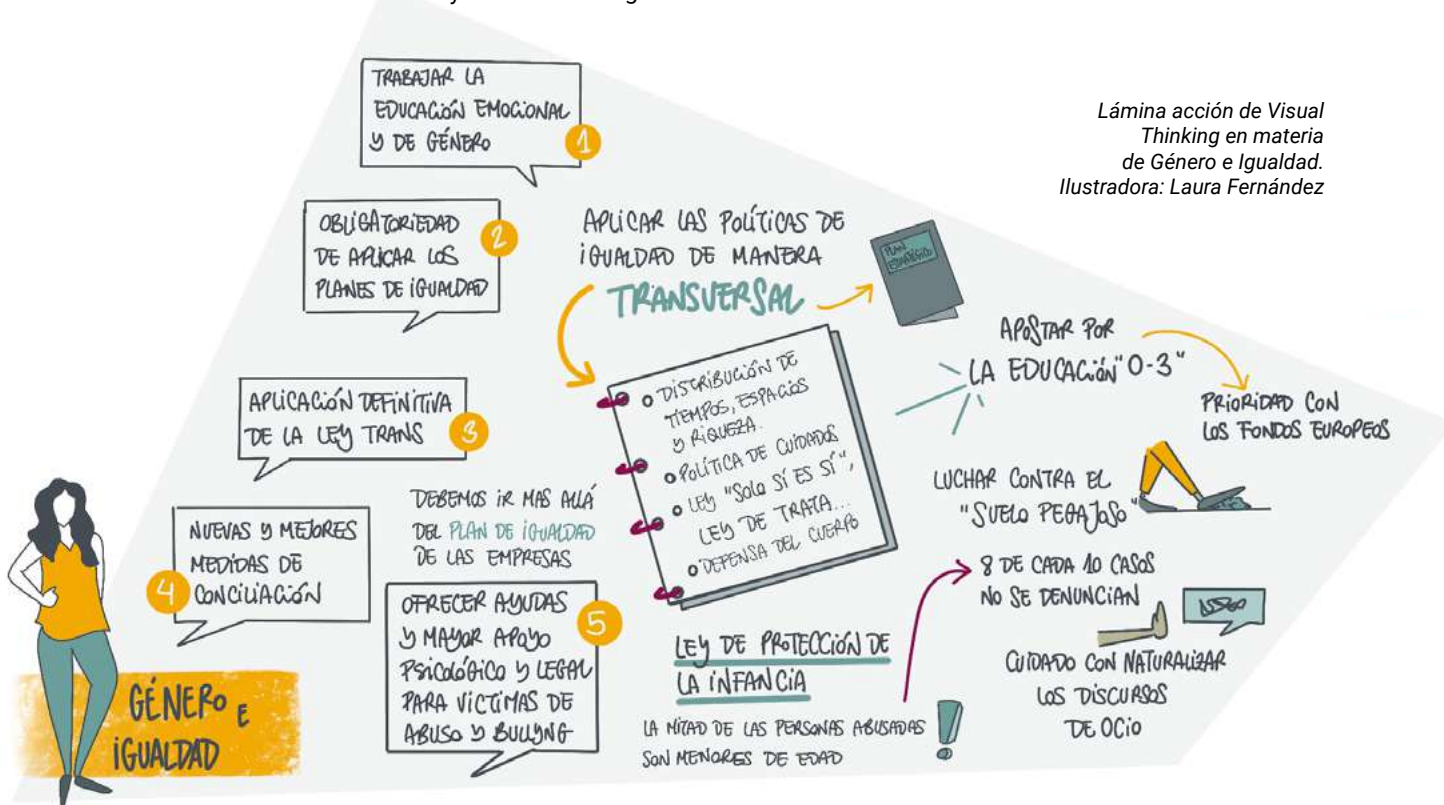 Lámina acción de Visual
Thinking en materia
de Género e Igualdad.
Ilustradora: Laura Fernández
TRABAJAR LA
EDUCACIÓN EMOCIONAL
Y DE GÉNERO
1
OBLIGATORIEDAD
DE APLICAR LOS
PLANES DE IGUALDAD
2
APLICACIÓN DEFINITIVA
DE LA LEY TRANS
3
NUEVAS Y MEJORES
MEDIDAS DE
CONCILIACIÓN
4
DEBEMOS IR MAS ALLÁ
DEL PLAN DE IGUALDAD
DE LAS EMPRESAS
OFRECER AYUDAS
Y MAYOR APOYO
PSICOLÓGICO Y LEGAL
PARA VICTIMAS DE
ABUSO Y BULLYNG
5
GÉNERO E
IGUALDAD
APLICAR LAS POLÍTICAS DE
IGUALDAD DE MANERA
TRANSVERSAL
PLAN
ESTRATÉGICO
DISTRIBUCIÓN DE
TIEMPOS, ESPACIOS
Y RIQUEZA.
POLÍTICA DE CUIDADOS
LEY "SOLO SÍ ES SÍ",
LEY DE TRATA...
DEFENSA DEL CUERPO
LEY DE PROTECCIÓN DE
LA INFANCIA
LA MITAD DE LAS PERSONAS ABUSADAS
SON MENORES DE EDAD
!
APOSTAR POR
LA EDUCACIÓN "0-3"
PRIORIDAD CON
LOS FONDOS EUROPEOS
LUCHAR CONTRA EL
"SUELO PEGAJOSO"
8 DE CADA 10 CASOS
NO SE DENUNCIAN
CUIDADO CON NATURALIZAR
LOS DISCURSOS
DE OCIO